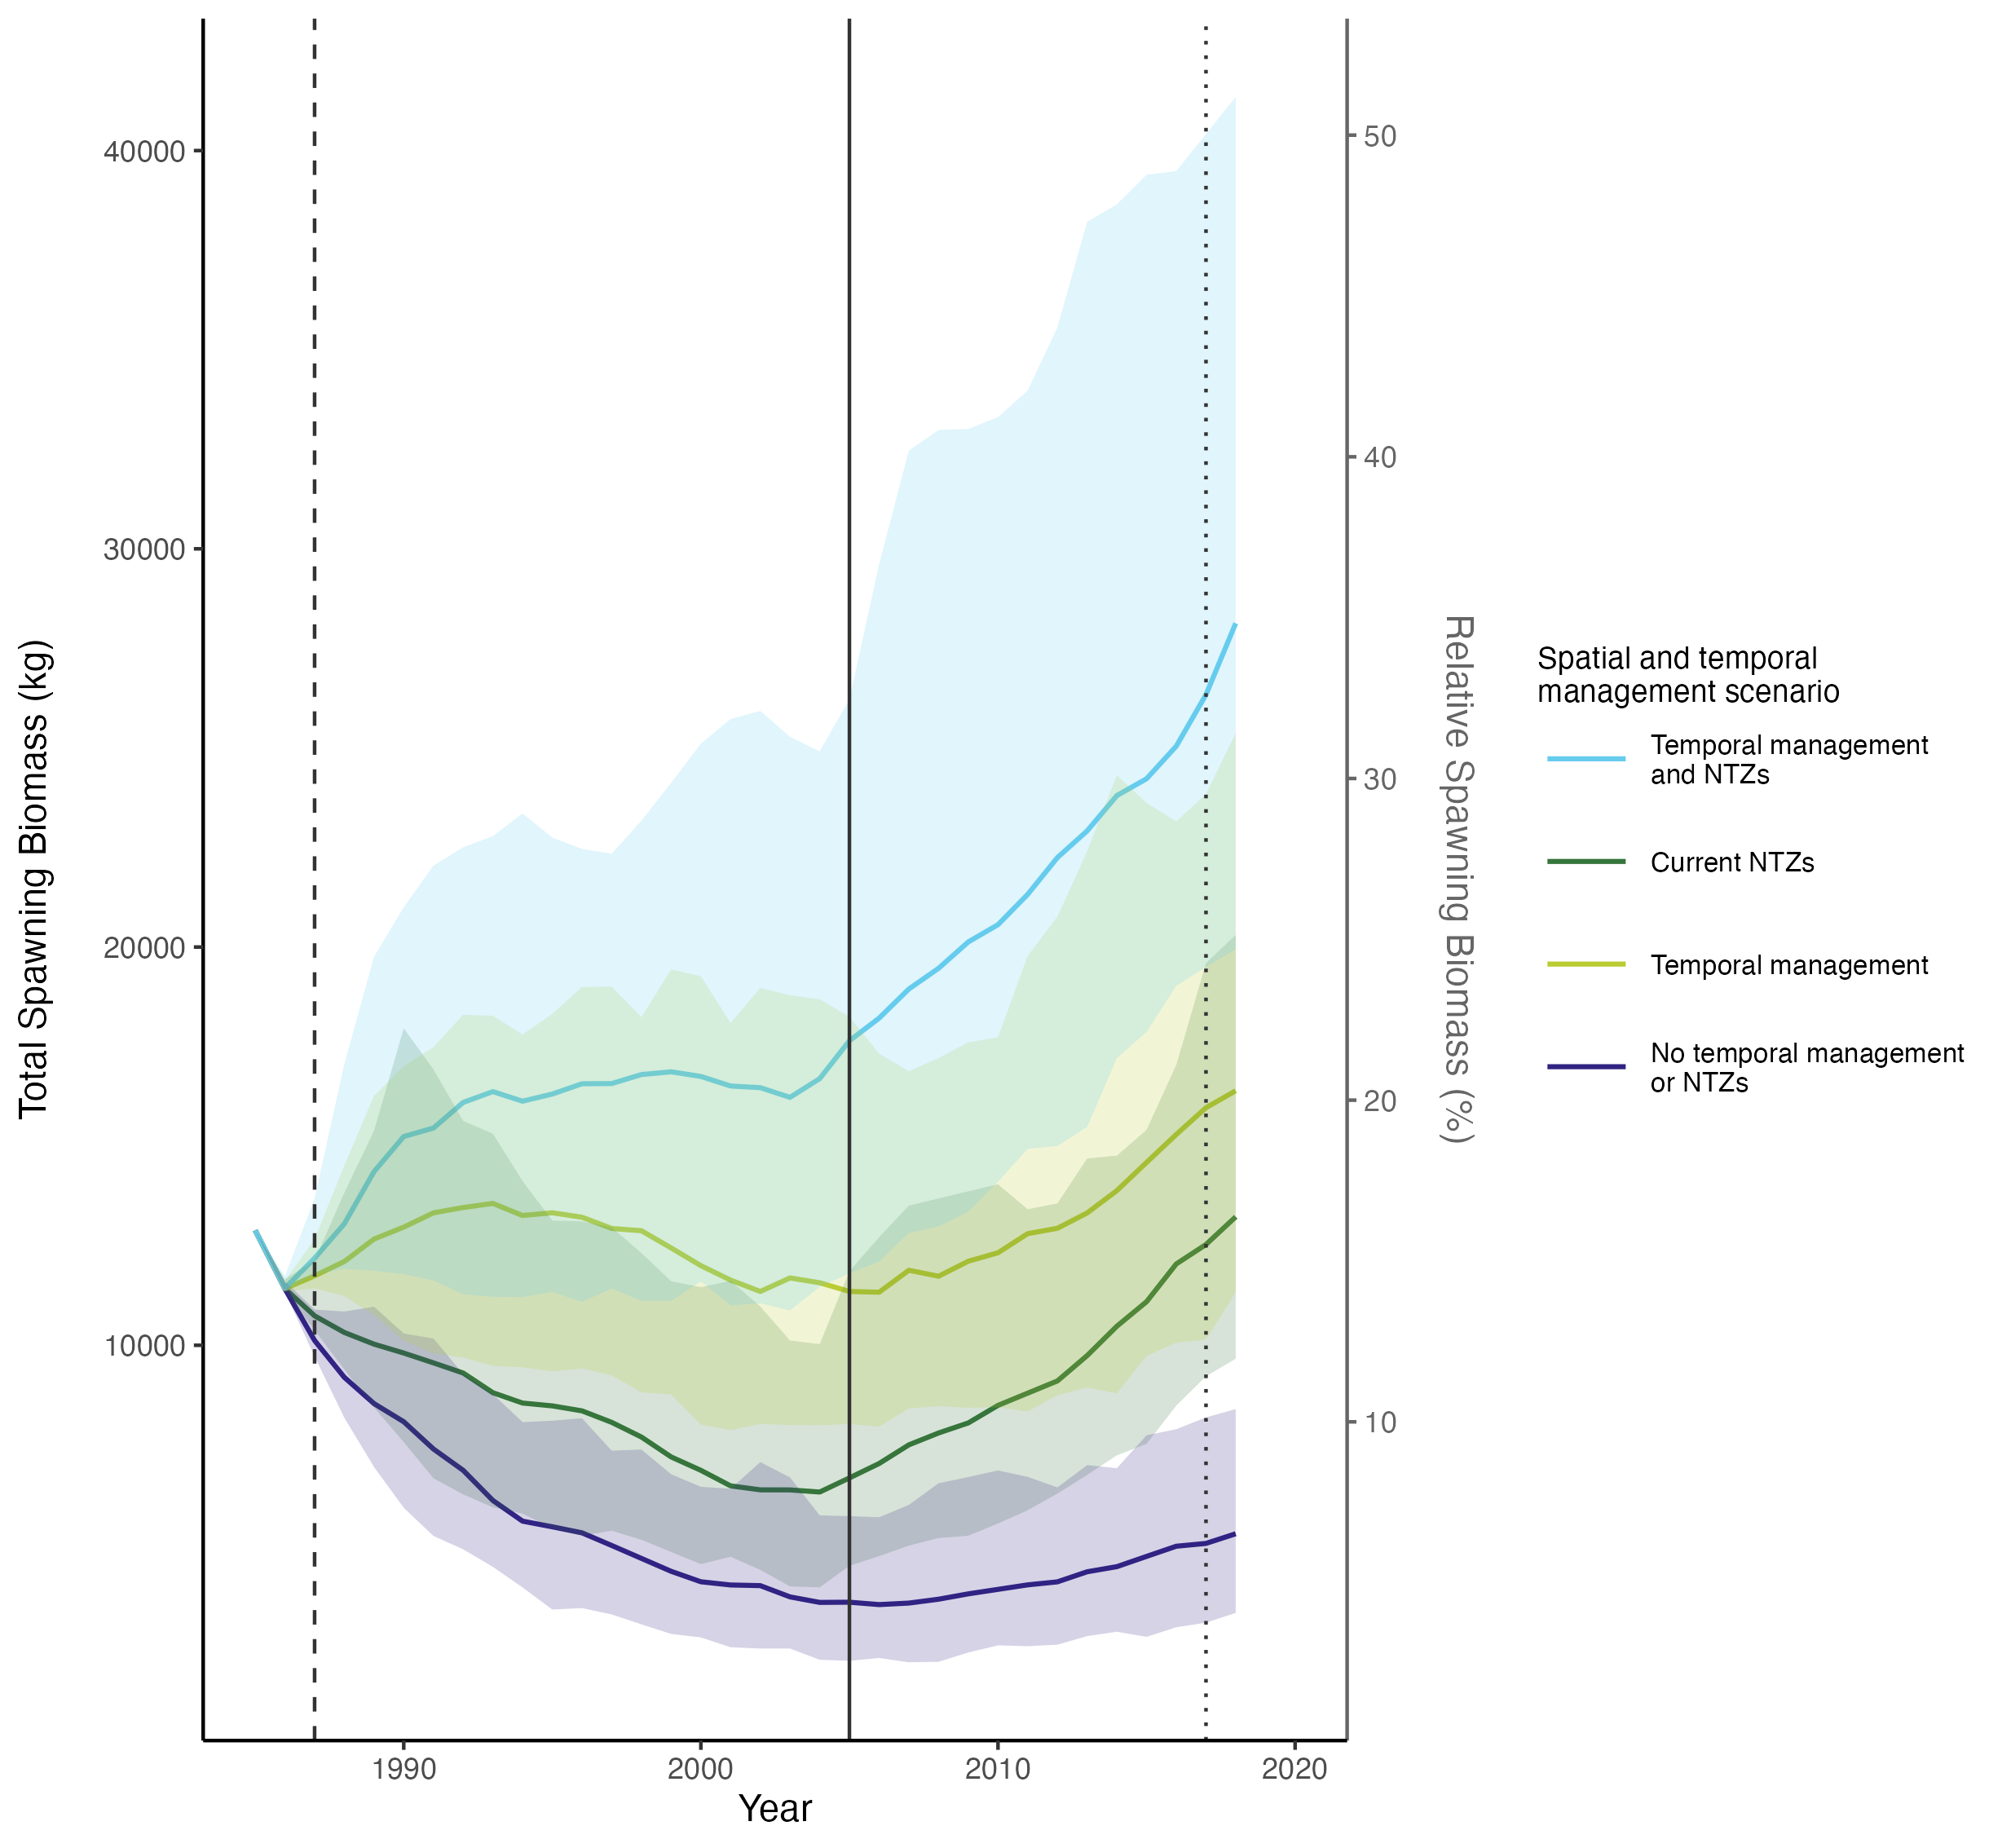 Total Spawning Biomass (kg)
40000
30000
20000
10000
1990
2000
2010
2020
Year
50
40
30
20
10
Relative Spawning Biomass (%)
Spatial and temporal
management scenario
Temporal management
and NTZs
Current NTZs
Temporal management
No temporal management
or NTZs